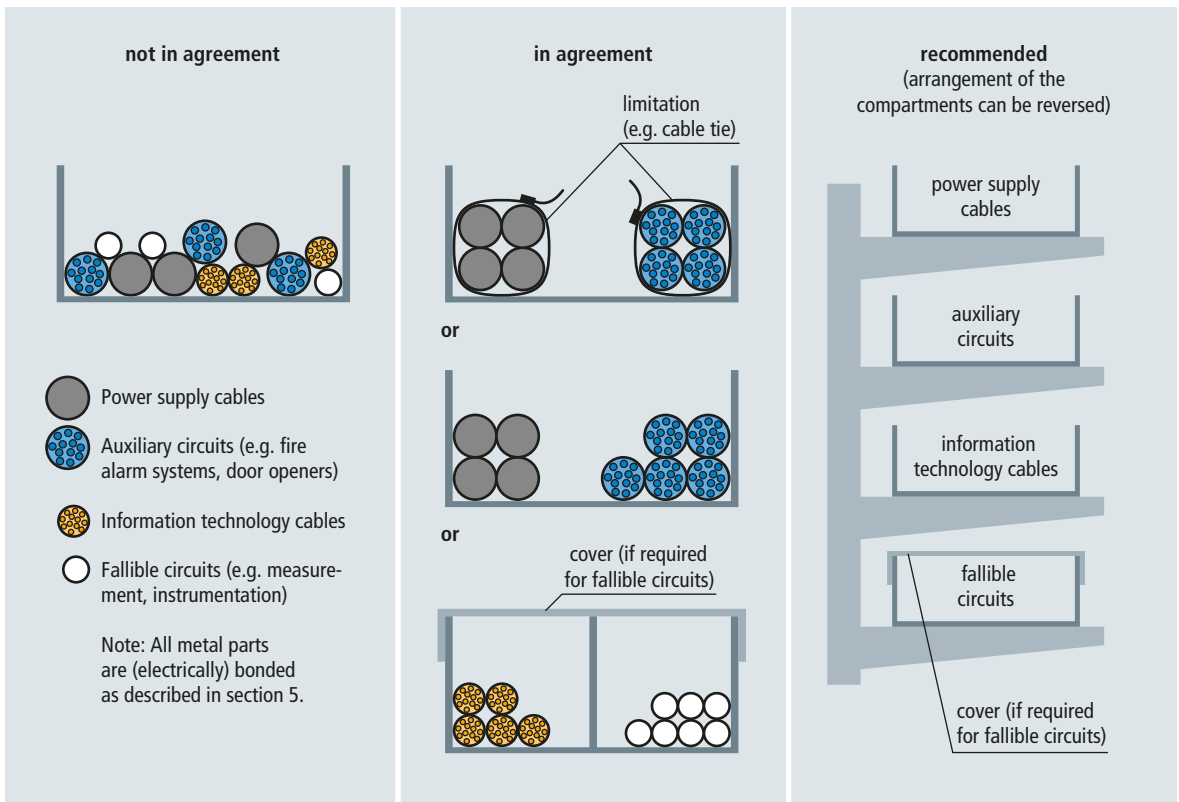 not in agreement
Power supply cables
Auxiliary circuits (e.g. fire
alarm systems, door openers)
Information technology cables
Fallible circuits (e.g. measure-
ment, instrumentation)
Note: All metal parts
are (electrically) bonded
as described in section 5.
in agreement
limitation
(e.g. cable tie)
or
or
cover (if required
for fallible circuits)
recommended
(arrangement of the
compartments can be reversed)
power supply
cables
auxiliary
circuits
information
technology cables
fallible
circuits
cover (if required
for fallible circuits)